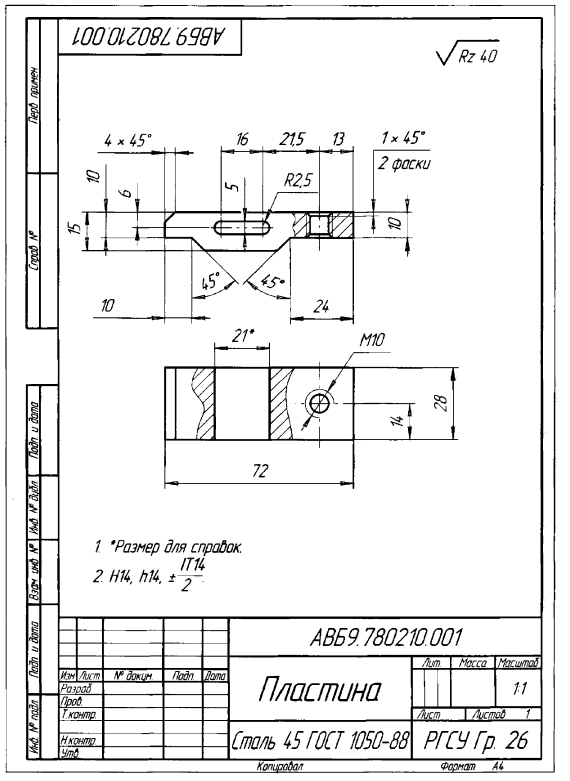 АВБ9.780210.001
Rz 40
Перв примен
Справ №
Подп. и дата
Инв № дубл
Взам инв №
Подп и дата
Инв № подл
4 × 45°
16
21,5
13
1 × 45°
2 фаски
R2,5
10
6
5
15
10
45°
45°
10
24
21*
М10
28
14
72
1. *Размер для справок.
2. H14, h14, ± IT14
2
АВБ9.780210.001
Лит.
Масса
Масштаб
Изм
Лист
№ докум.
Подп.
Дата
Разраб
Пров.
Т.контр.
Пластина
1:1
Лист
Листов 1
Н.контр.
Утв.
Сталь 45 ГОСТ 1050-88
РГСУ Гр. 26
Копировал
Формат А4